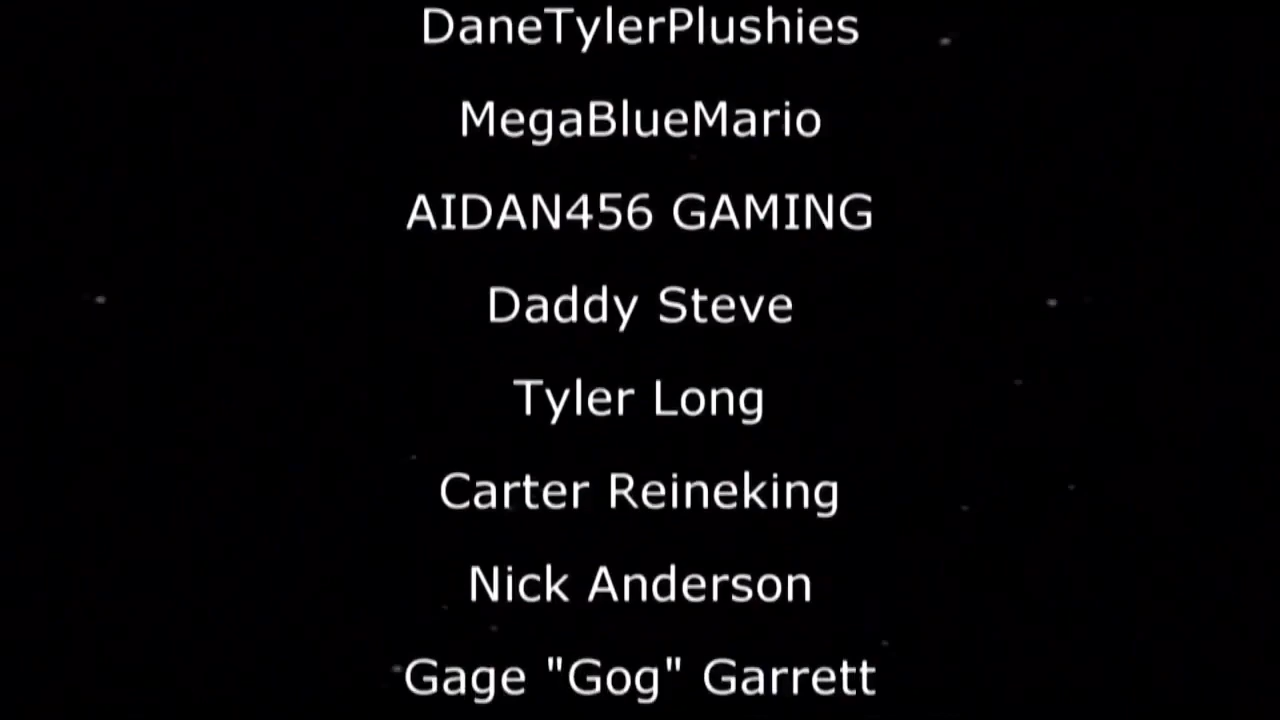 DaneTylerPlushies
MegaBlueMario
AIDAN456 GAMING
Daddy Steve
Tyler Long
Carter Reineking
Nick Anderson
Gage "Gog" Garrett